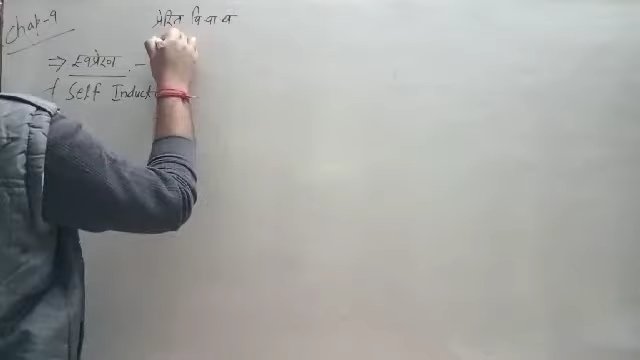 Chap-9
प्रेरित विवाव
⇒ स्वप्रेरण -
Self Induct